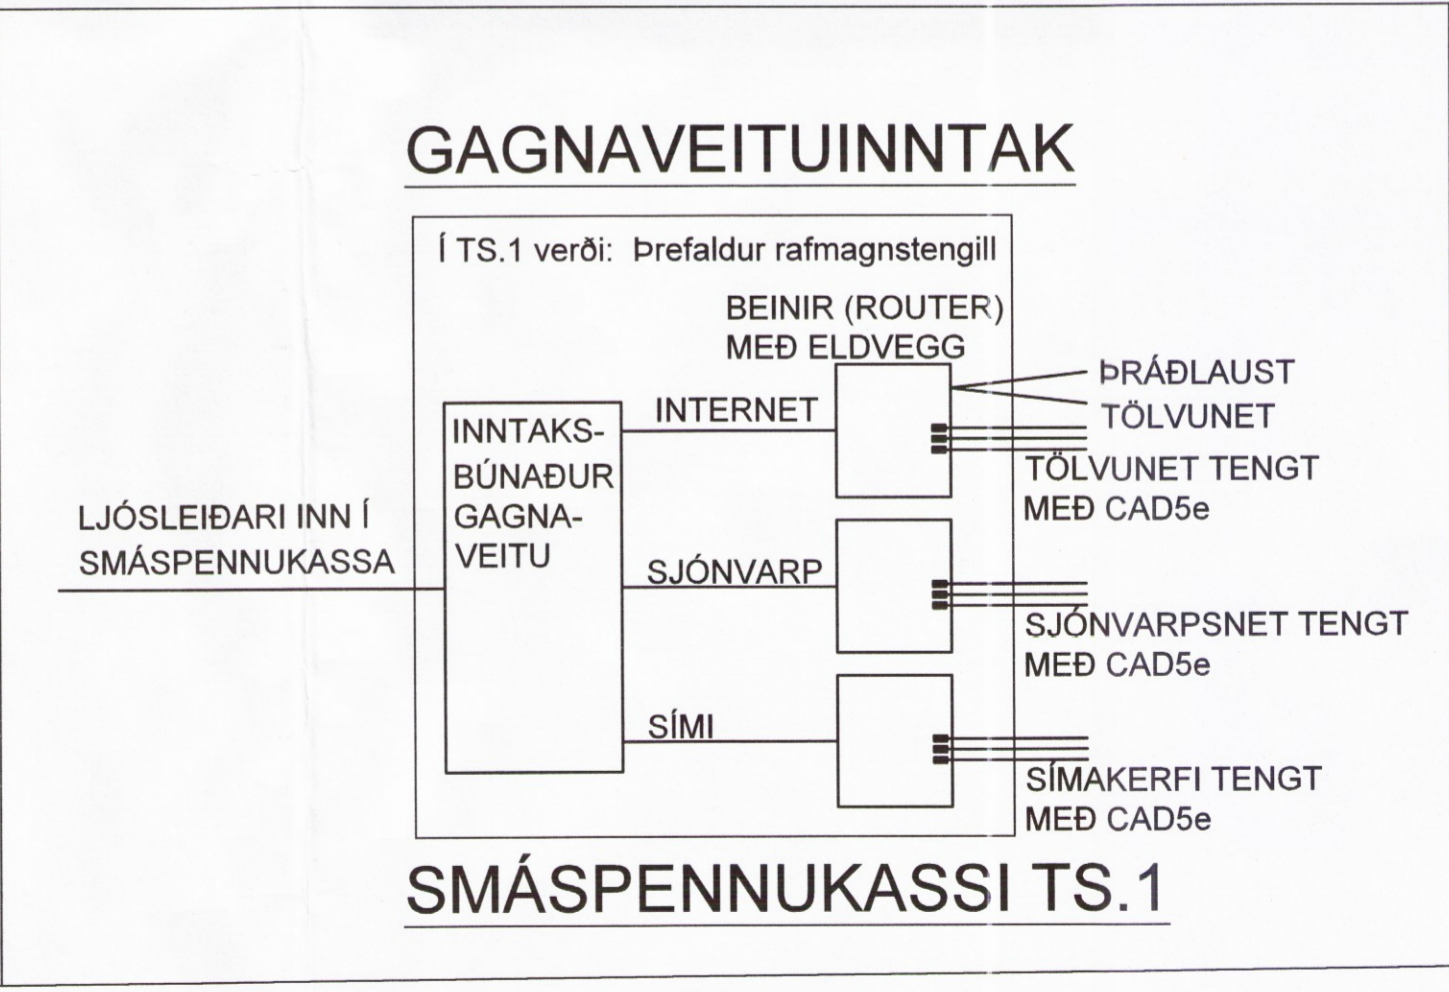 GAGNAVEITUINNTAK
Í TS.1 verði: Þrefaldur rafmagnstengill
BEINIR (ROUTER)
MEÐ ELDVEGG
INTERNET
ÞRÁÐLAUST
TÖLVUNET
TÖLVUNET TENGT
MEÐ CAD5e
INNTAKS-
BÚNAÐUR
GAGNA-
VEITU
LJÓSLEIÐARI INN Í
SMÁSPENNUKASSA
SJÓNVARP
SJÓNVARPSNET TENGT
MEÐ CAD5e
SÍMI
SÍMAKERFI TENGT
MEÐ CAD5e
SMÁSPENNUKASSI TS.1